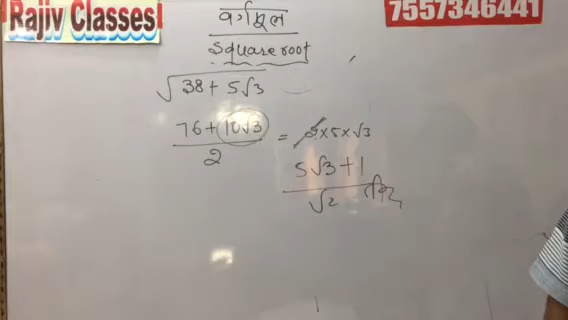 Rajiv Classes
7557346441
वर्गमूल
Square root
√38 + 5√3
76 + 10√3
2
= 2×5×√3
5√3 + 1
√2